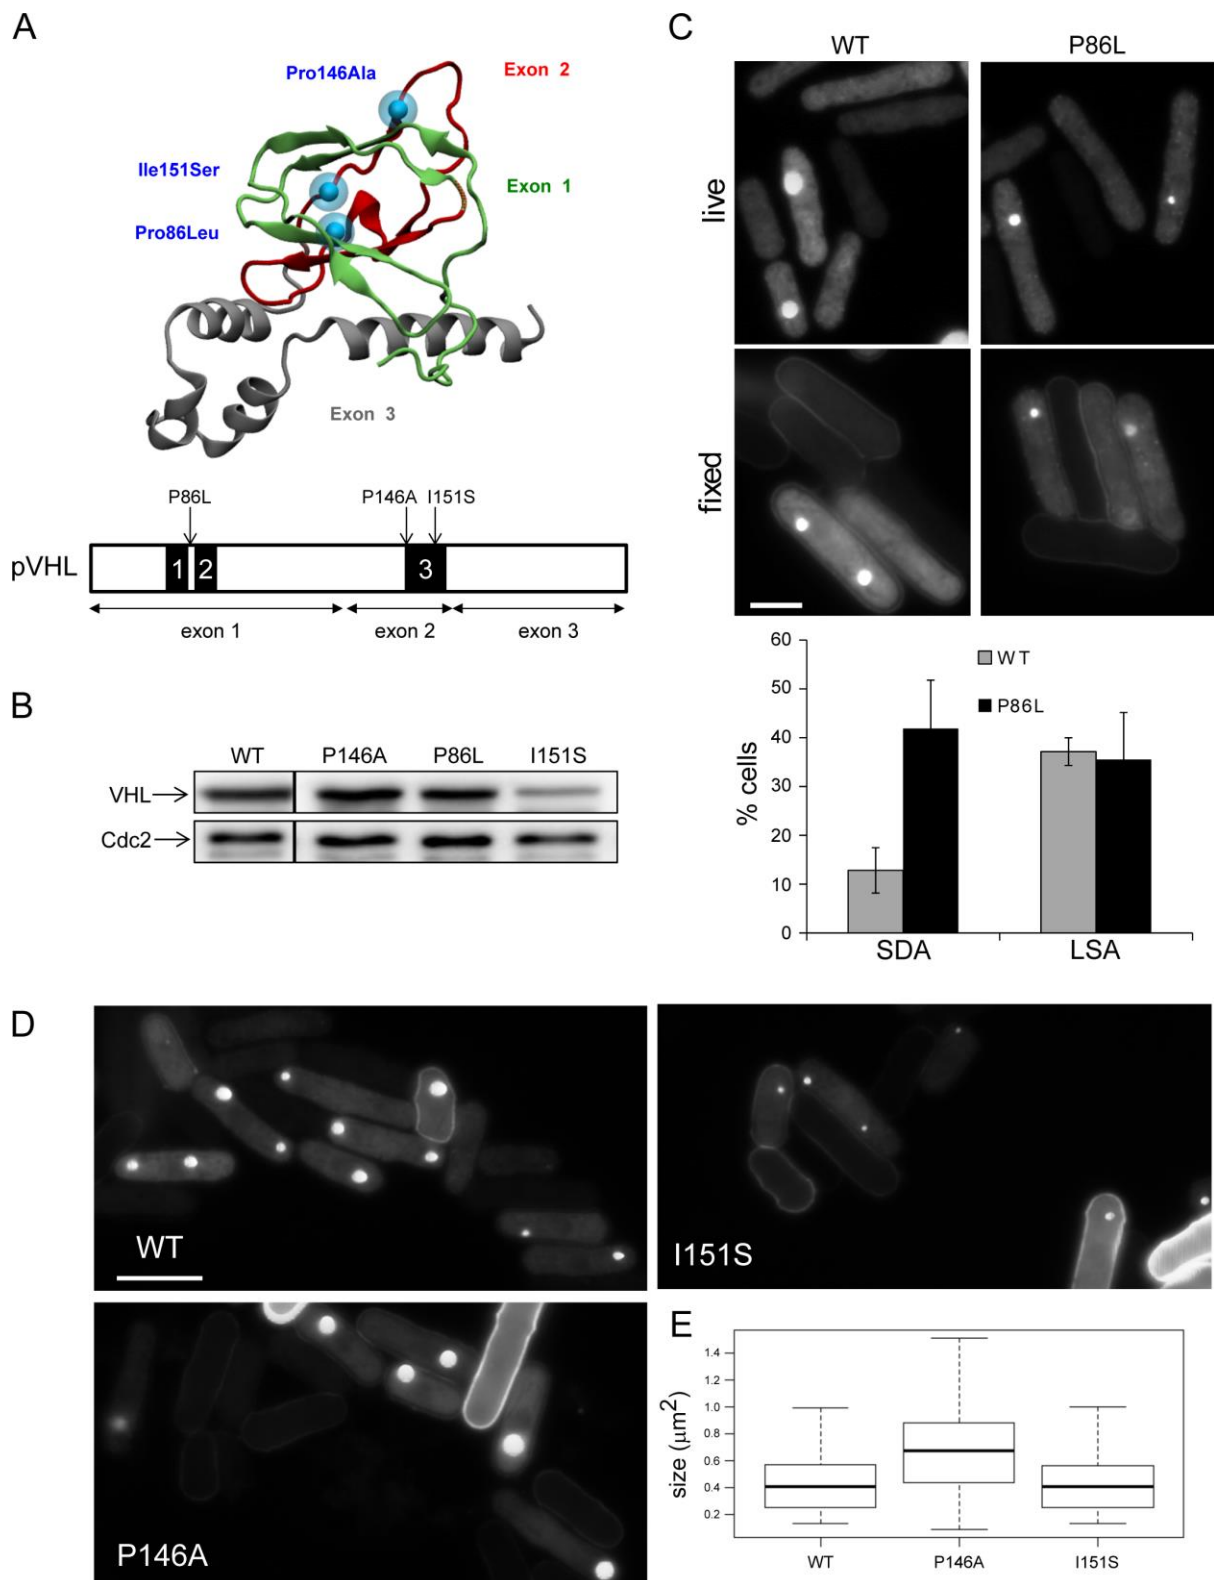 A
Pro146Ala
Exon 2
Ile151Ser
Exon 1
Pro86Leu
Exon 3
P86L
P146A
I151S
pVHL
1
2
3
exon 1
exon 2
exon 3
B
WT
P146A
P86L
I151S
VHL
Cdc2
C
WT
P86L
live
fixed
60
50
40
30
20
10
0
% cells
WT
P86L
SDA
LSA
D
WT
I151S
P146A
E
size (μm²)
1.4
1.2
1.0
0.8
0.6
0.4
0.2
WT
P146A
I151S